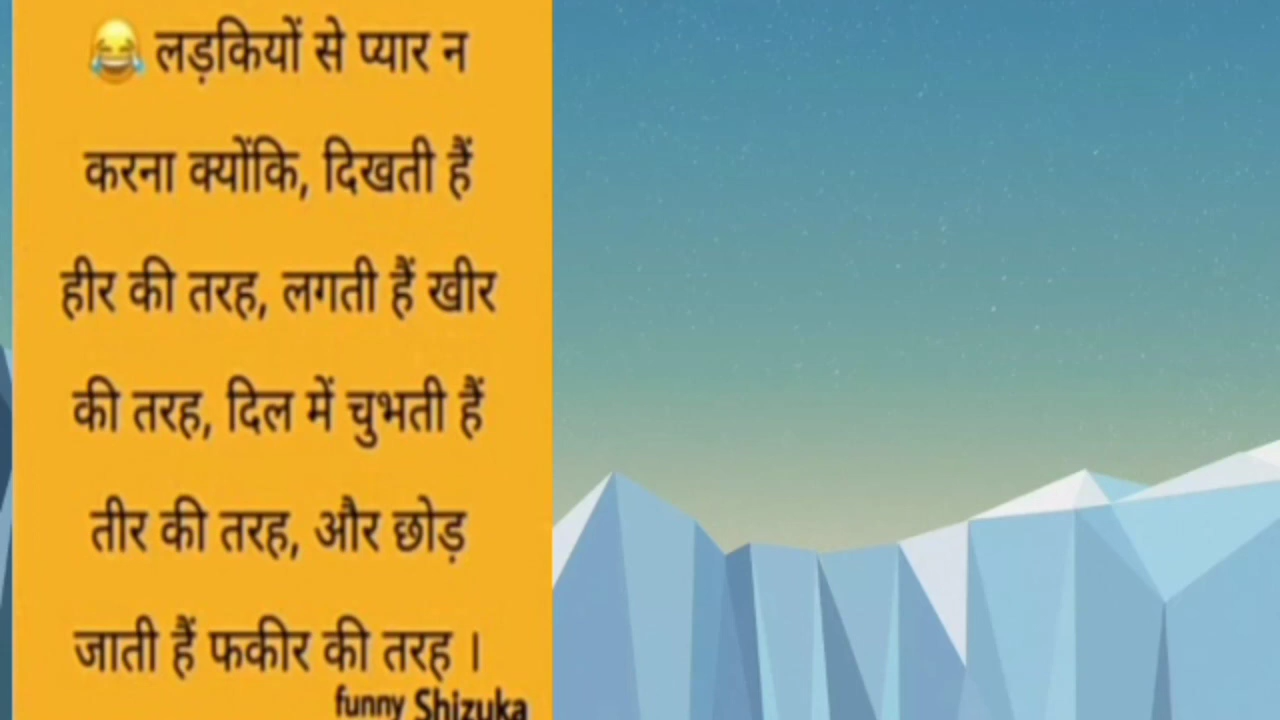 😂 लड़कियों से प्यार न
करना क्योंकि, दिखती हैं
हीर की तरह, लगती हैं खीर
की तरह, दिल में चुभती हैं
तीर की तरह, और छोड़
जाती हैं फकीर की तरह ।
funny Shizuka